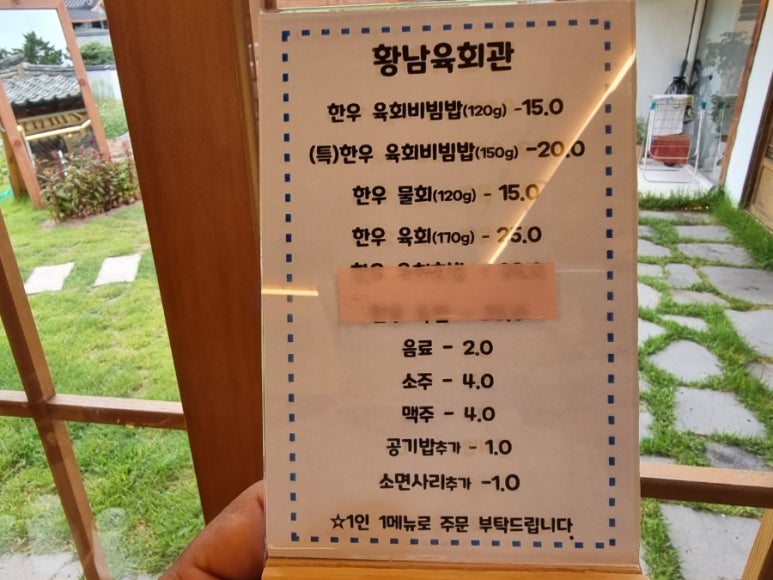 황남육회관
한우 육회비빔밥(120g) -15.0
(특)한우 육회비빔밥(150g) -20.0
한우 물회(120g) - 15.0
한우 육회(170g) - 25.0
음료 - 2.0
소주 - 4.0
맥주 - 4.0
공기밥추가 - 1.0
소면사리추가 -1.0
☆1인 1메뉴로 주문 부탁드립니다.